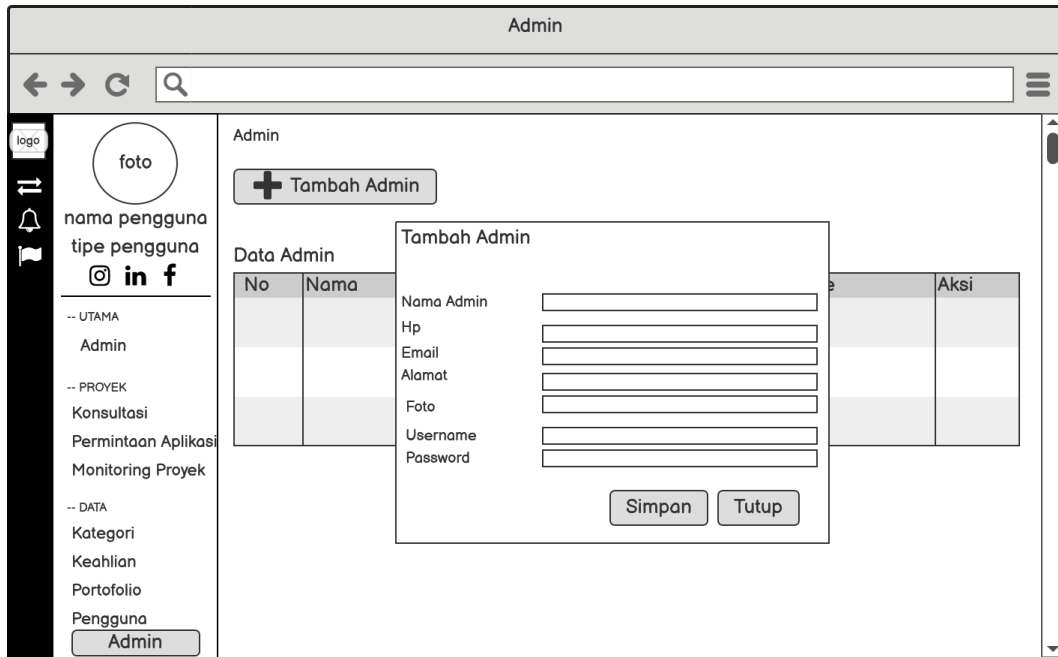 Admin
logo
foto
nama pengguna
tipe pengguna
-- UTAMA
Admin
-- PROYEK
Konsultasi
Permintaan Aplikasi
Monitoring Proyek
-- DATA
Kategori
Keahlian
Portofolio
Pengguna
Admin
Admin
Tambah Admin
Data Admin
No Nama Aksi
Tambah Admin
Nama Admin
Hp
Email
Alamat
Foto
Username
Password
Simpan Tutup